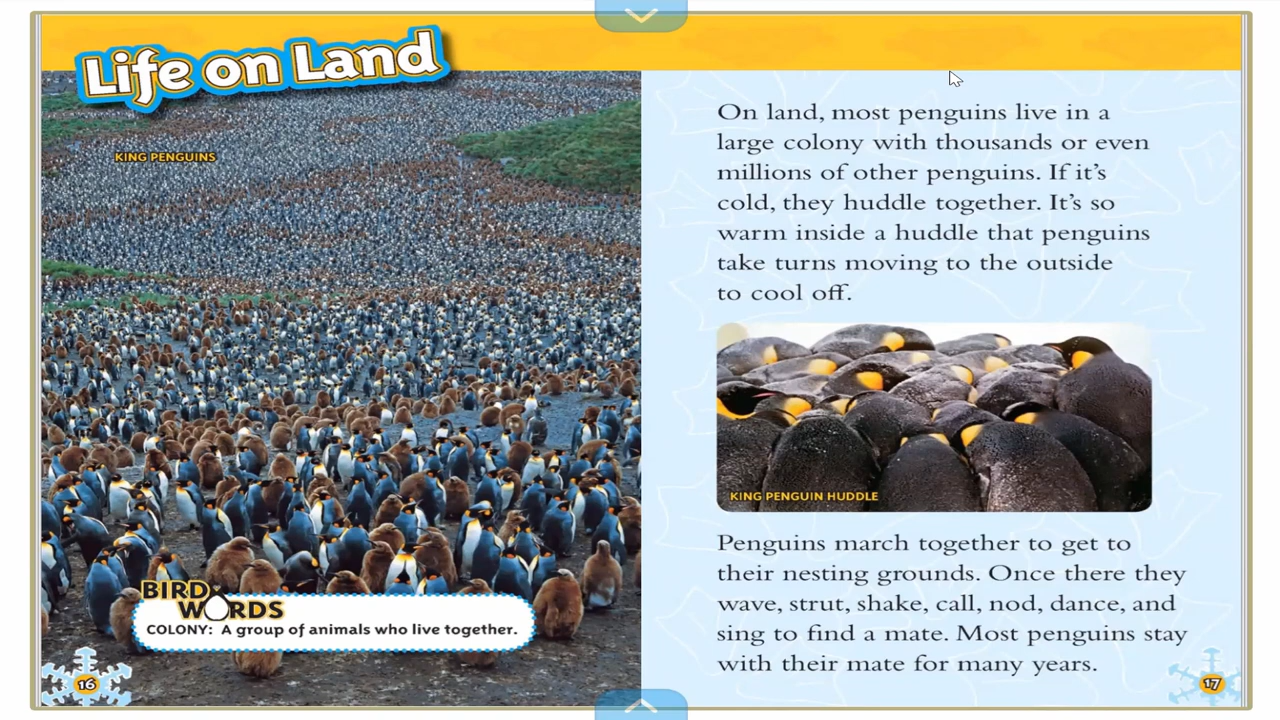 Life on Land
KING PENGUINS
BIRD
WORDS
COLONY: A group of animals who live together.
16
On land, most penguins live in a
large colony with thousands or even
millions of other penguins. If it's
cold, they huddle together. It's so
warm inside a huddle that penguins
take turns moving to the outside
to cool off.
KING PENGUIN HUDDLE
Penguins march together to get to
their nesting grounds. Once there they
wave, strut, shake, call, nod, dance, and
sing to find a mate. Most penguins stay
with their mate for many years.
17